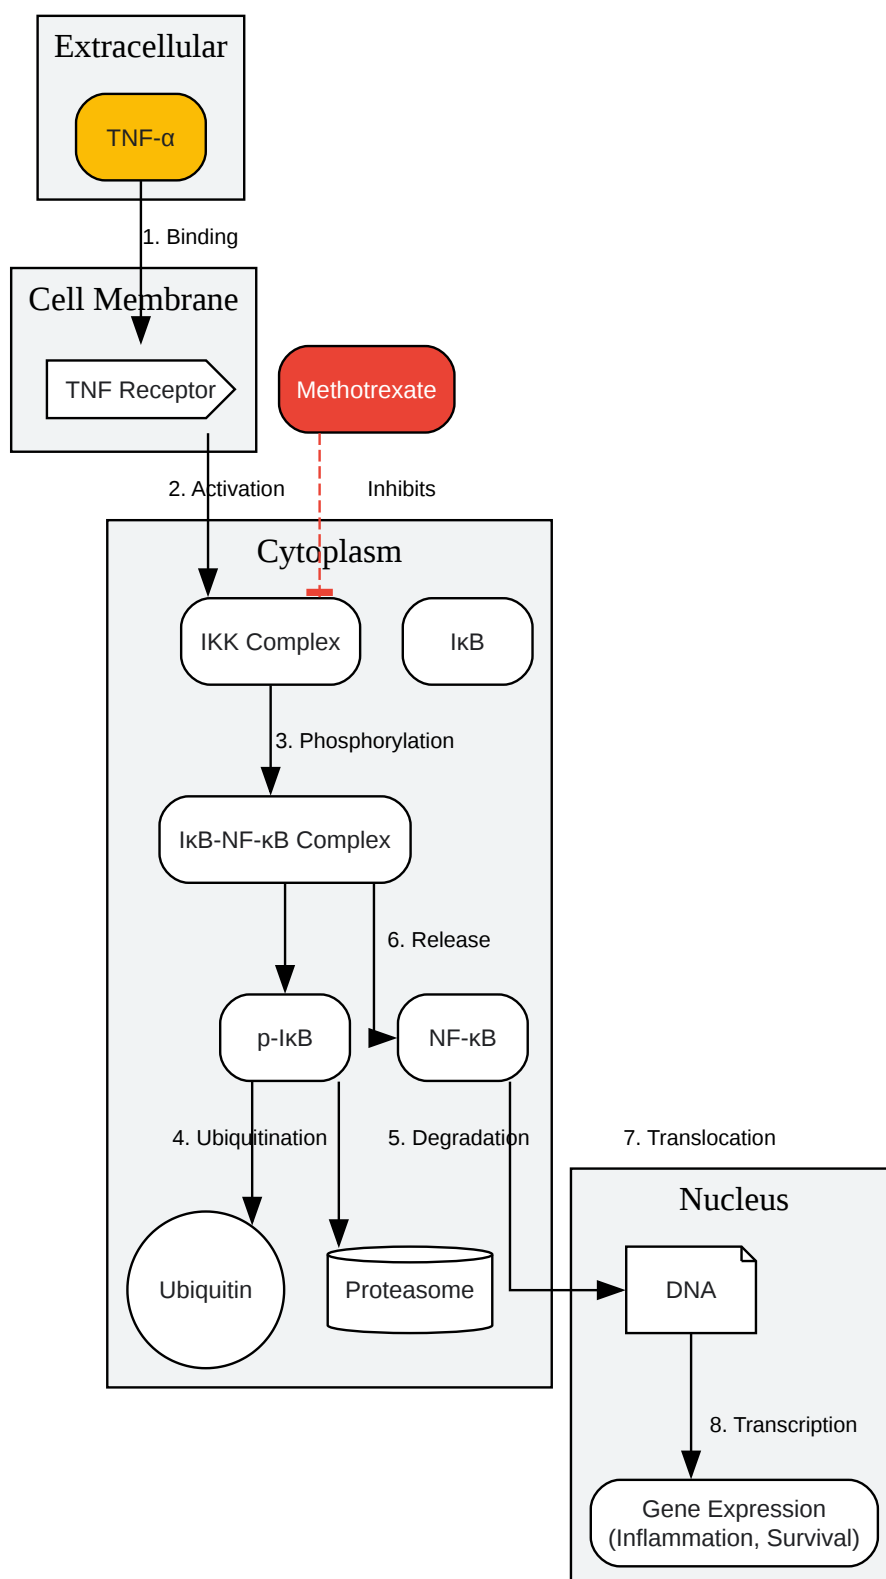 Extracellular
TNF-α
1. Binding
Cell Membrane
TNF Receptor
Methotrexate
2. Activation
Inhibits
Cytoplasm
IKK Complex
IκB
3. Phosphorylation
IκB-NF-κB Complex
6. Release
p-IκB
NF-κB
4. Ubiquitination
5. Degradation
7. Translocation
Nucleus
Ubiquitin
Proteasome
DNA
8. Transcription
Gene Expression
(Inflammation, Survival)